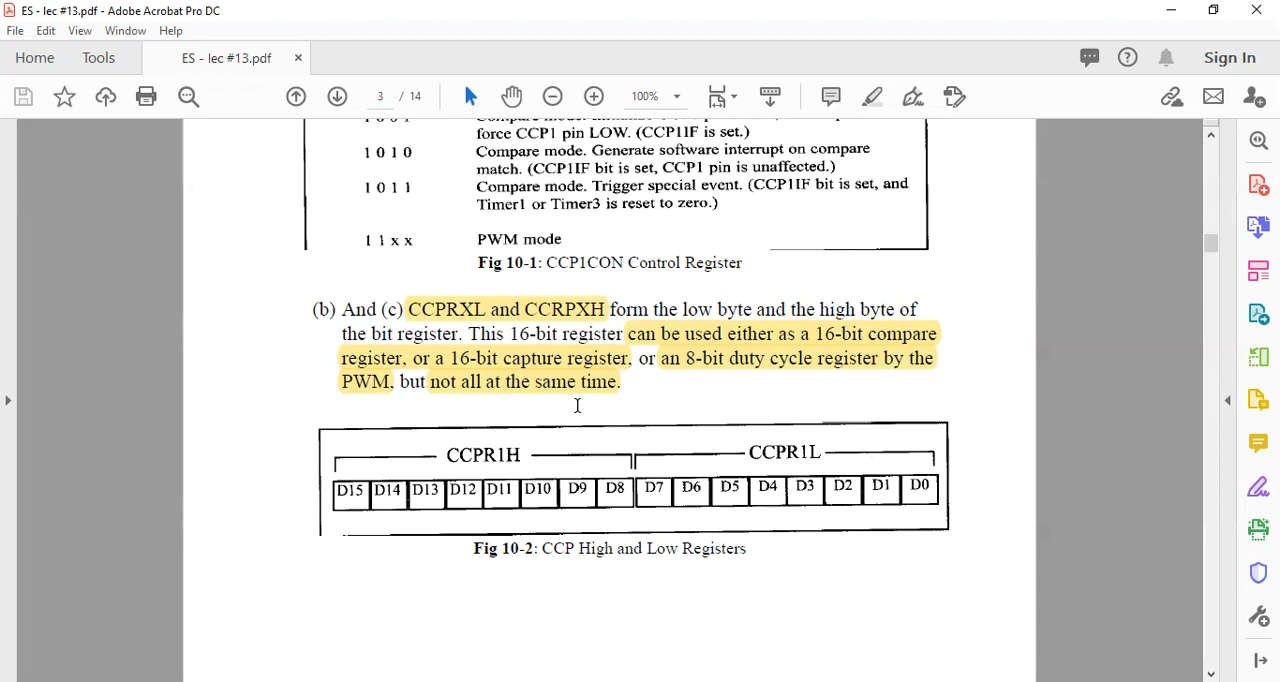 ES - lec #13.pdf - Adobe Acrobat Pro DC
File Edit View Window Help
Home Tools ES - lec #13.pdf × Sign In
3 / 14 100%
force CCP1 pin LOW. (CCP1IF is set.)
1 0 1 0 Compare mode. Generate software interrupt on compare
match. (CCP1IF bit is set, CCP1 pin is unaffected.)
1 0 1 1 Compare mode. Trigger special event. (CCP1IF bit is set, and
Timer1 or Timer3 is reset to zero.)
1 1 x x PWM mode
Fig 10-1: CCP1CON Control Register
(b) And (c) CCPRXL and CCRPXH form the low byte and the high byte of
the bit register. This 16-bit register can be used either as a 16-bit compare
register, or a 16-bit capture register, or an 8-bit duty cycle register by the
PWM, but not all at the same time.
CCPR1H CCPR1L
D15 D14 D13 D12 D11 D10 D9 D8 D7 D6 D5 D4 D3 D2 D1 D0
Fig 10-2: CCP High and Low Registers